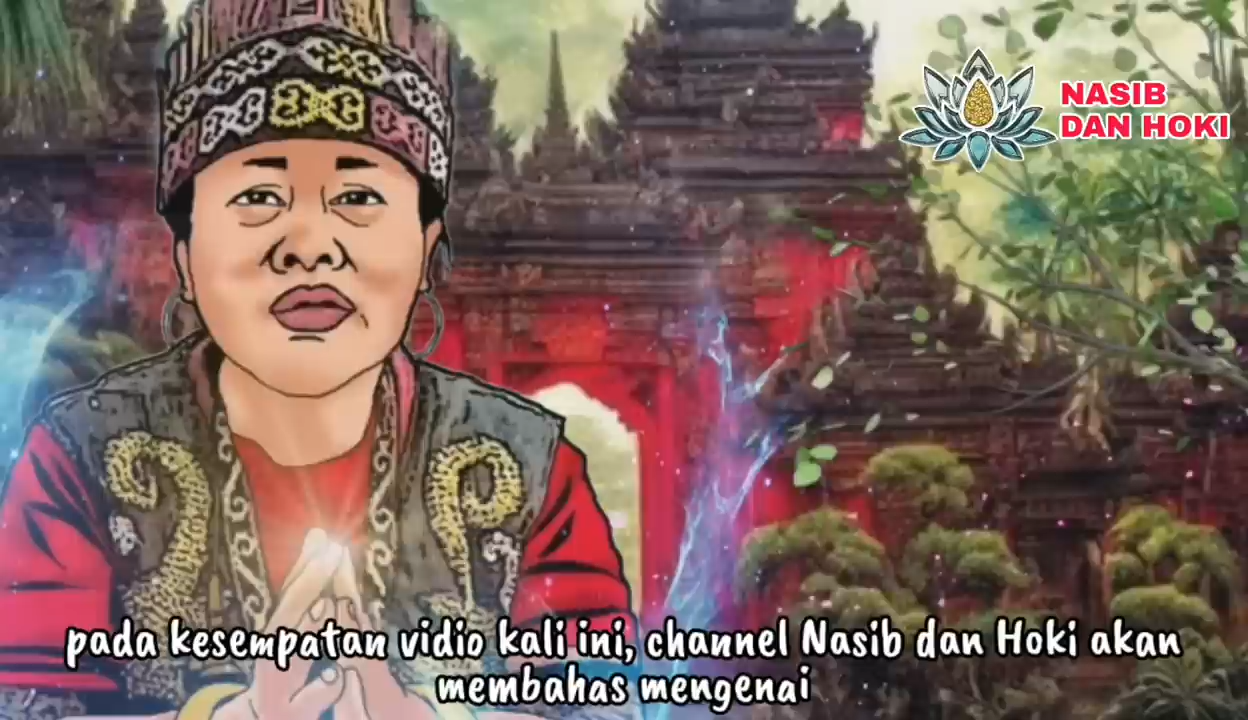 NASIB
DAN HOKI
pada kesempatan vidio kali ini, channel Nasib dan Hoki akan
membahas mengenai